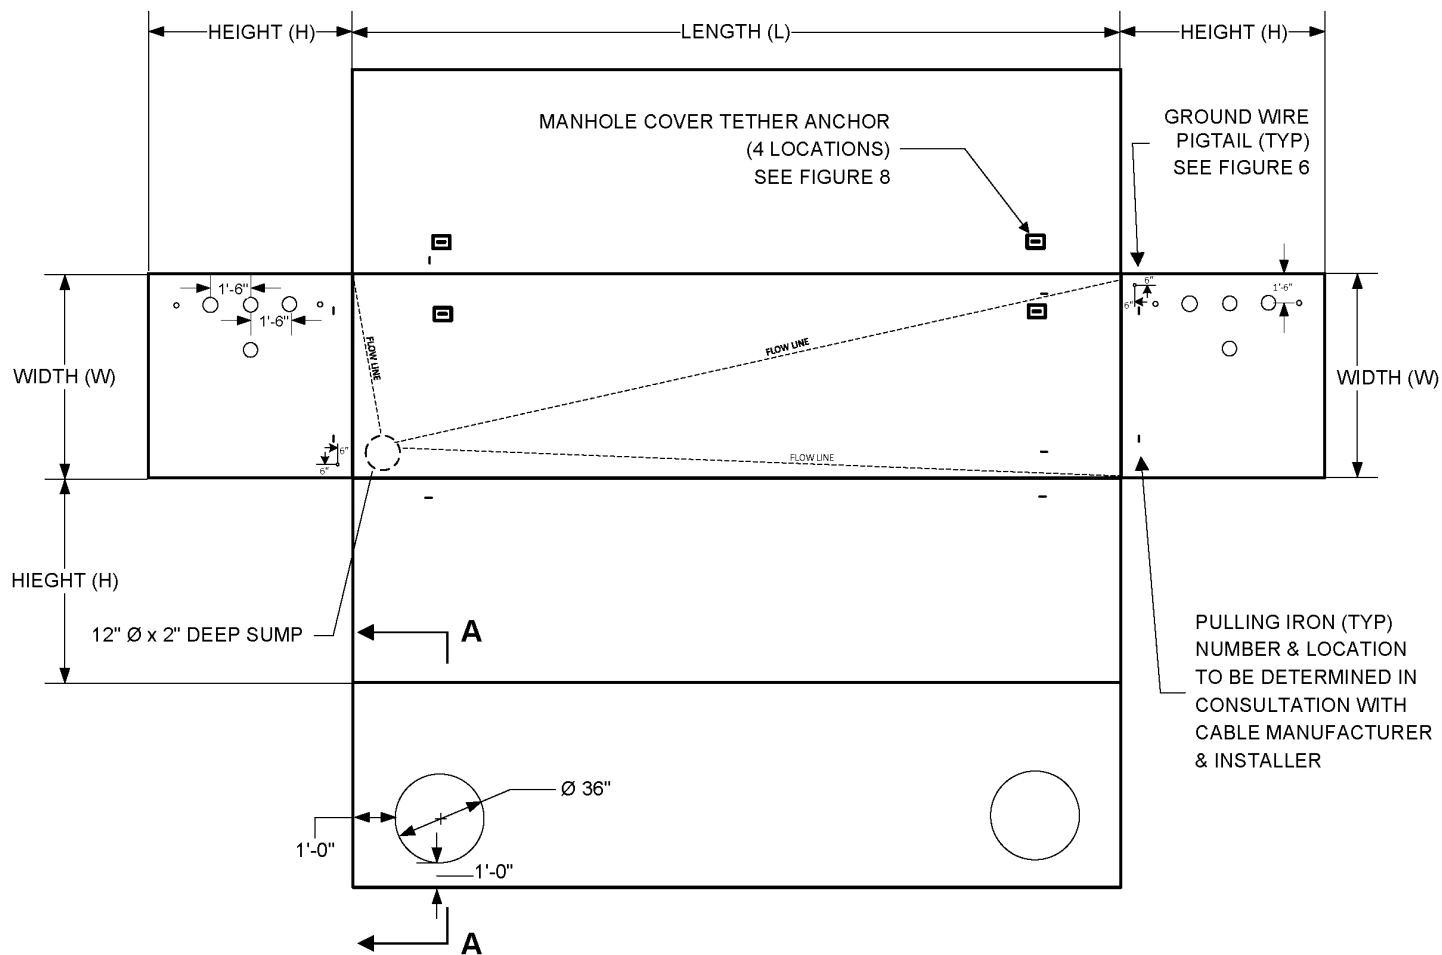 HEIGHT (H)
LENGTH (L)
HEIGHT (H)
MANHOLE COVER TETHER ANCHOR
(4 LOCATIONS)
SEE FIGURE 8
GROUND WIRE
PIGTAIL (TYP)
SEE FIGURE 6
1'-6"
1'-6"
6"
6"
1'-6"
FLOW LINE
FLOW LINE
WIDTH (W)
WIDTH (W)
6"
6"
FLOW LINE
HIEGHT (H)
12" Ø x 2" DEEP SUMP
A
PULLING IRON (TYP)
NUMBER & LOCATION
TO BE DETERMINED IN
CONSULTATION WITH
CABLE MANUFACTURER
& INSTALLER
Ø 36"
1'-0"
1'-0"
A